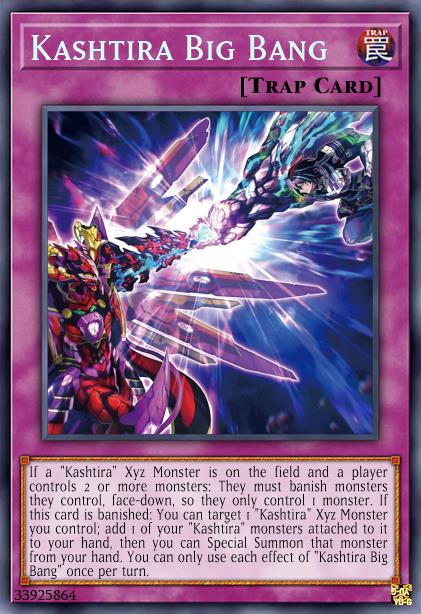 Kashtira Big Bang
TRAP
罠
[Trap Card]
If a "Kashtira" Xyz Monster is on the field and a player
controls 2 or more monsters: They must banish monsters
they control, face-down, so they only control 1 monster. If
this card is banished: You can target 1 "Kashtira" Xyz Monster
you control; add 1 of your "Kashtira" monsters attached to it
to your hand, then you can Special Summon that
monster from your hand. You can only use each effect of "Kashtira Big
Bang" once per turn.
33925864